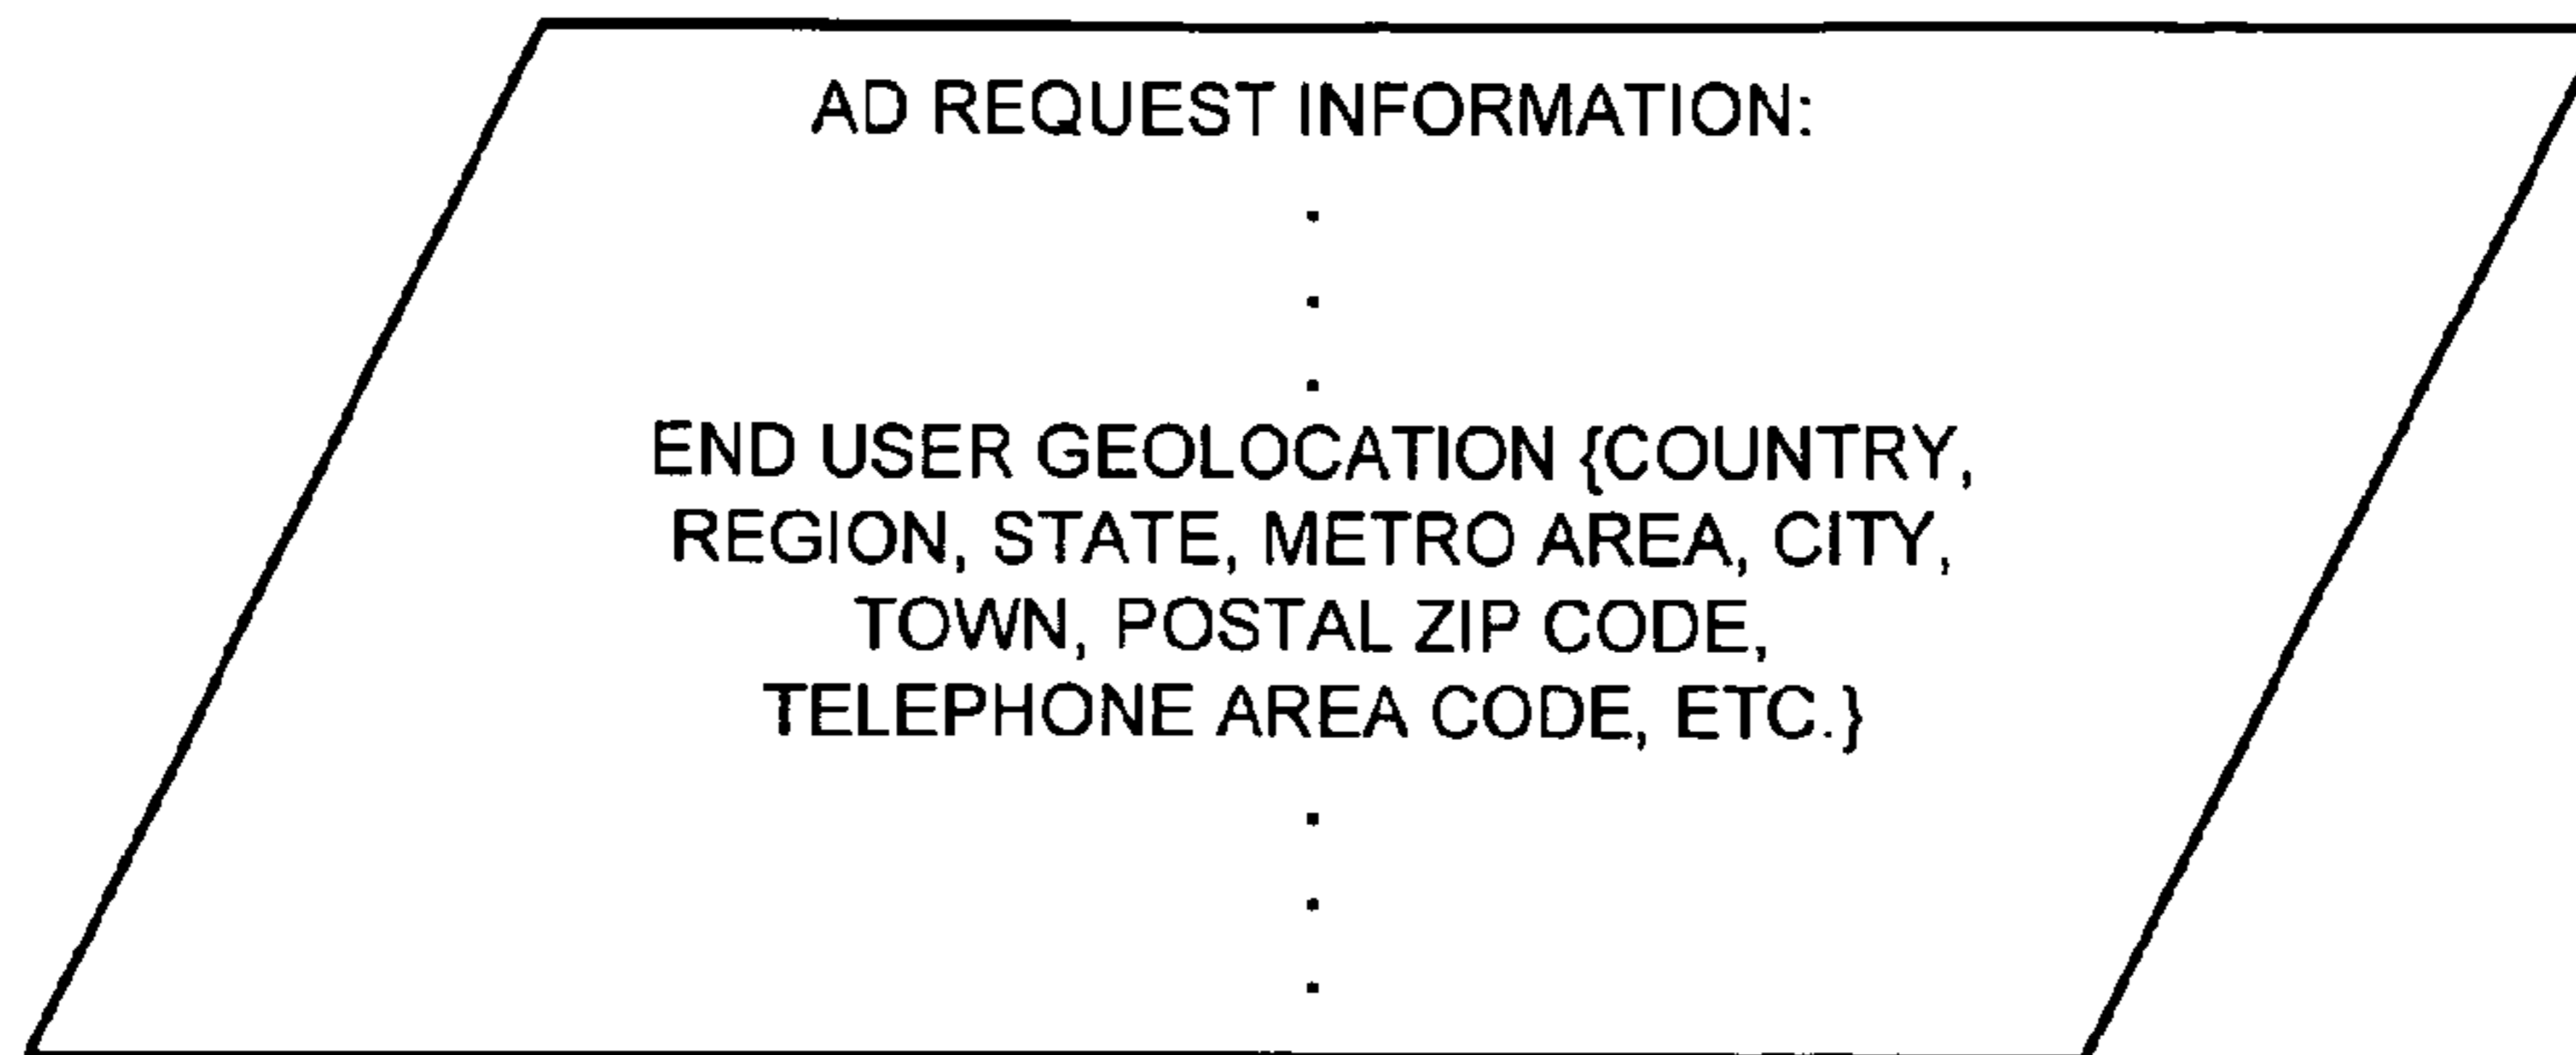 AD REQUEST INFORMATION:
.
.
.
END USER GEOLOCATION {COUNTRY,
REGION, STATE, METRO AREA, CITY,
TOWN, POSTAL ZIP CODE,
TELEPHONE AREA CODE, ETC.}
.
.
.